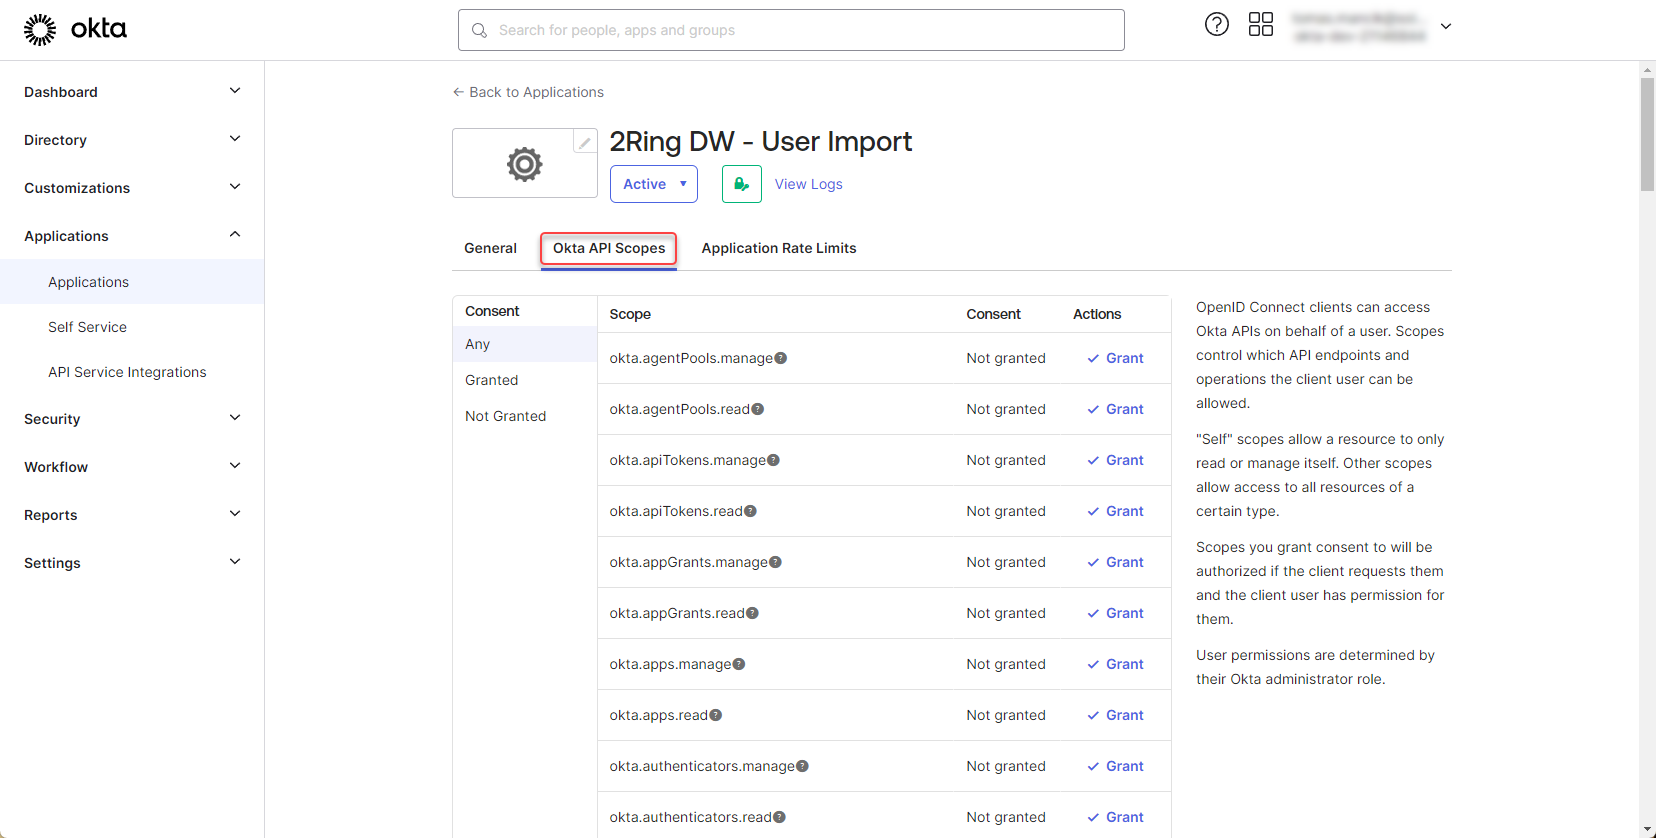 okta
Search for people, apps and groups
Dashboard
Directory
Customizations
Applications
Applications
Self Service
API Service Integrations
Security
Workflow
Reports
Settings
← Back to Applications
2Ring DW - User Import
Active
View Logs
General
Okta API Scopes
Application Rate Limits
Consent
Any
Granted
Not Granted
Scope Consent Actions
okta.agentPools.manage Not granted Grant
okta.agentPools.read Not granted Grant
okta.apiTokens.manage Not granted Grant
okta.apiTokens.read Not granted Grant
okta.appGrants.manage Not granted Grant
okta.appGrants.read Not granted Grant
okta.apps.manage Not granted Grant
okta.apps.read Not granted Grant
okta.authenticators.manage Not granted Grant
okta.authenticators.read Not granted Grant
OpenID Connect clients can access
Okta APIs on behalf of a user. Scopes
control which API endpoints and
operations the client user can be
allowed.
"Self" scopes allow a resource to only
read or manage itself. Other scopes
allow access to all resources of a
certain type.
Scopes you grant consent to will be
authorized if the client requests them
and the client user has permission for
them.
User permissions are determined by
their Okta administrator role.